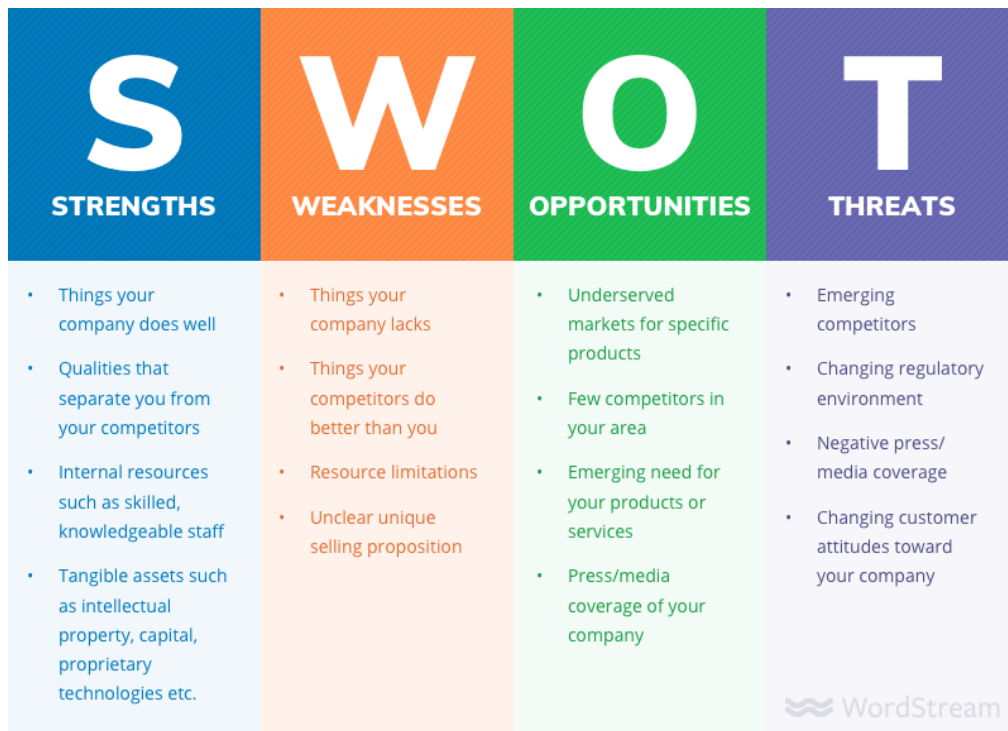 S
STRENGTHS
• Things your
company does well
• Qualities that
separate you from
your competitors
• Internal resources
such as skilled,
knowledgeable staff
• Tangible assets such
as intellectual
property, capital,
proprietary
technologies etc.
W
WEAKNESSES
• Things your
company lacks
• Things your
competitors do
better than you
• Resource limitations
• Unclear unique
selling proposition
O
OPPORTUNITIES
• Underserved
markets for specific
products
• Few competitors in
your area
• Emerging need for
your products or
services
• Press/media
coverage of your
company
T
THREATS
• Emerging
competitors
• Changing regulatory
environment
• Negative press/
media coverage
• Changing customer
attitudes toward
your company
WordStream